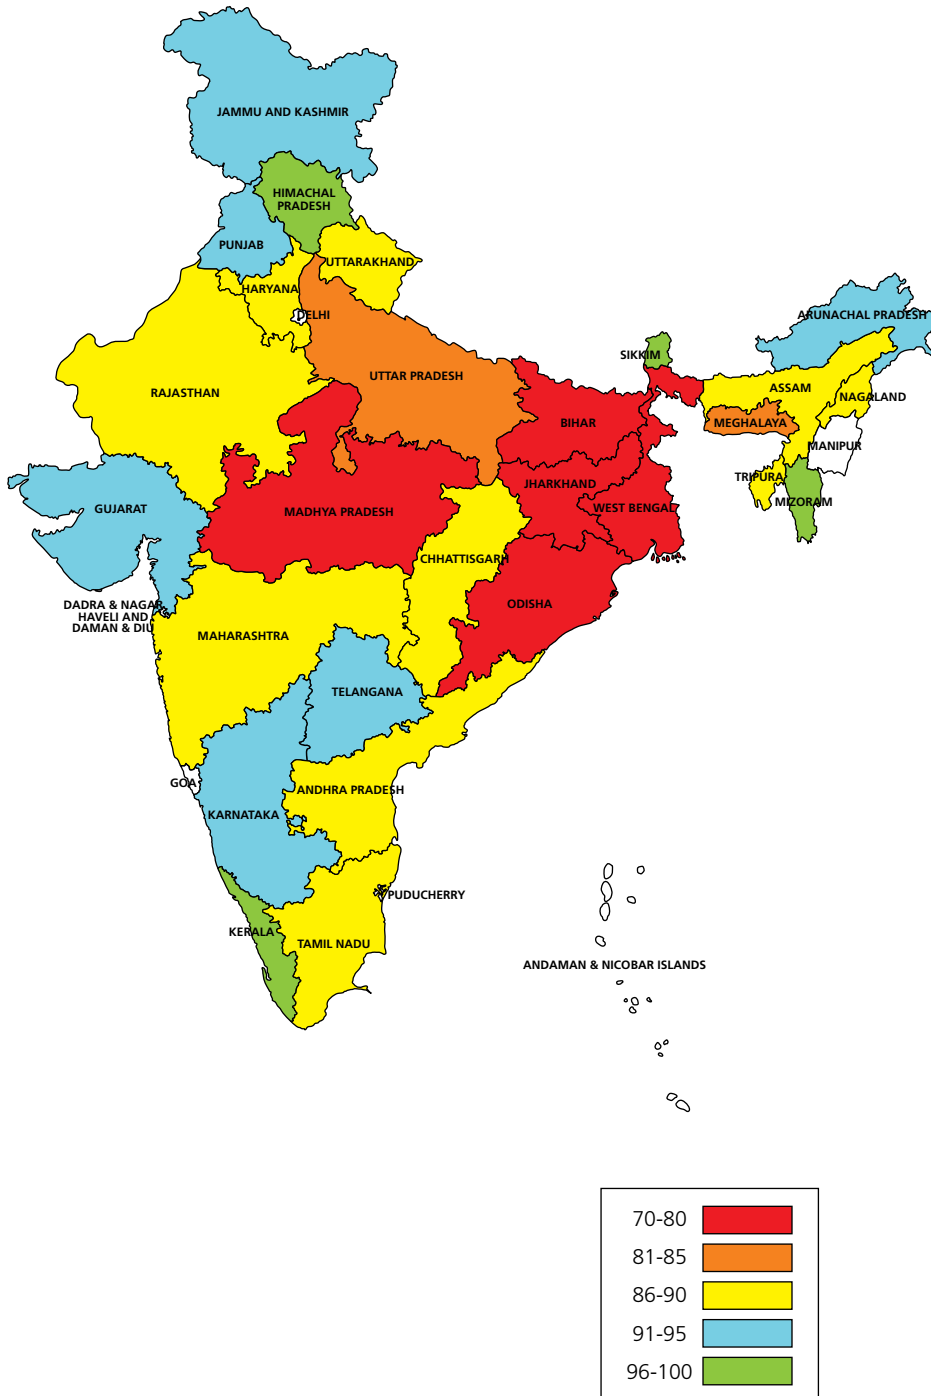 JAMMU AND KASHMIR
HIMACHAL
PRADESH
PUNJAB
UTTARAKHAND
HARYANA
DELHI
ARUNACHAL PRADESH
SIKKIM
RAJASTHAN
UTTAR PRADESH
ASSAM
NAGALAND
BIHAR
MEGHALAYA
MANIPUR
TRIPURA
JHARKHAND
MIZORAM
GUJARAT
MADHYA PRADESH
WEST BENGAL
CHHATTISGARH
DADRA & NAGAR
HAVELI AND
DAMAN & DIU
ODISHA
MAHARASHTRA
TELANGANA
GOA
ANDHRA PRADESH
KARNATAKA
PUDUCHERRY
KERALA
TAMIL NADU
ANDAMAN & NICOBAR ISLANDS
70-80
81-85
86-90
91-95
96-100